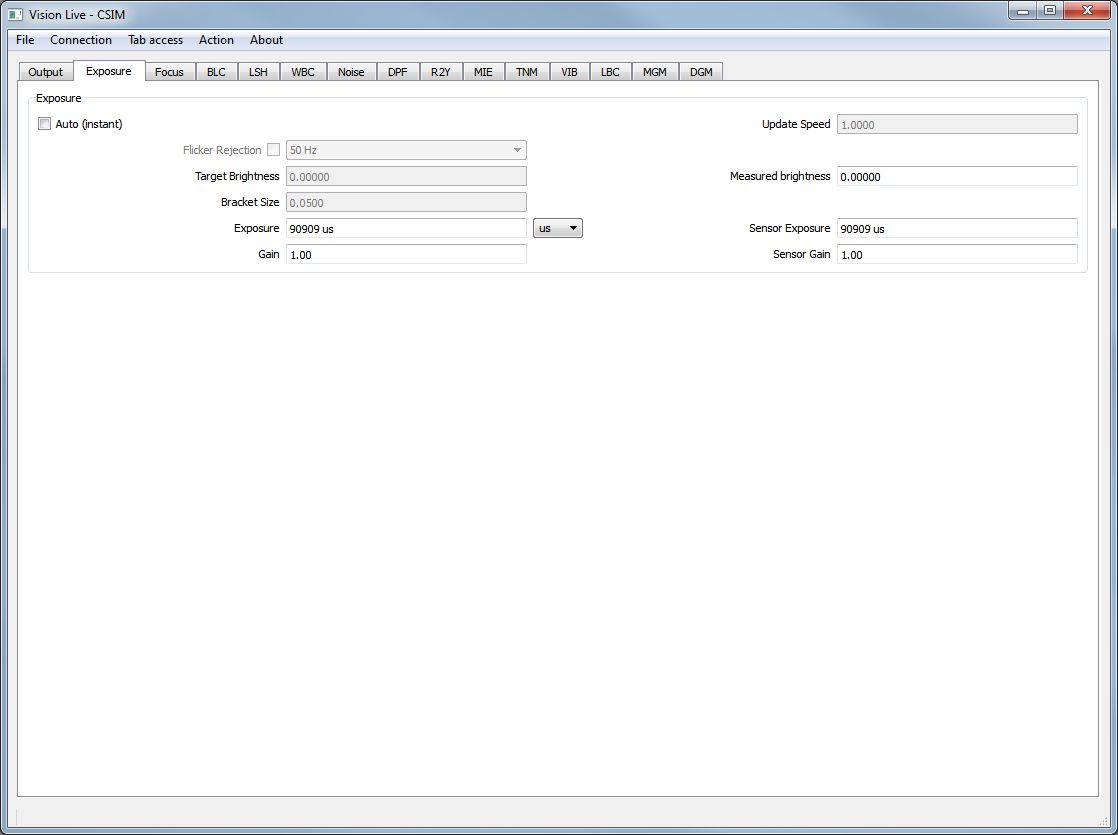 Vision Live - CSIM
File Connection Tab access Action About
Output Exposure Focus BLC LSH WBC Noise DPF R2Y MIE TNM VIB LBC MGM DGM
Exposure
Auto (instant) Update Speed 1.0000
Flicker Rejection 50 Hz
Target Brightness 0.00000 Measured brightness 0.00000
Bracket Size 0.0500
Exposure 90909 us us Sensor Exposure 90909 us
Gain 1.00 Sensor Gain 1.00